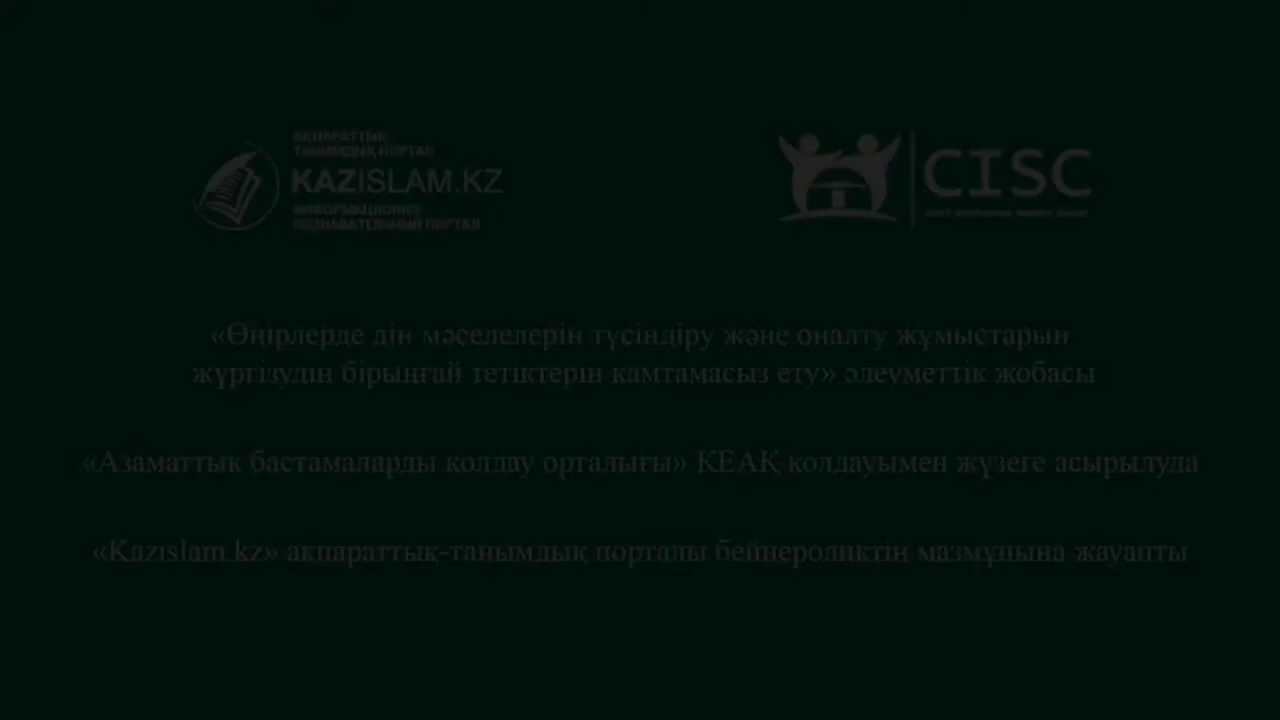 АҚПАРАТТЫҚ
ТАНЫМДЫҚ ПОРТАЛ
KAZISLAM.KZ
ИНФОРМАЦИОННО
ПОЗНАВАТЕЛЬНЫЙ ПОРТАЛ
CISC
«Өңірлерде дін мәселелерін түсіндіру және оңалту жұмыстарын
жүргізудің бірыңғай тетіктерін қамтамасыз ету» әлеуметтік жобасы
«Азаматтық бастамаларды қолдау орталығы» КЕАҚ қолдауымен жүзеге асырылуда
«Kazislam.kz» ақпараттық-танымдық порталы бейнероликтің мазмұнына жауапты